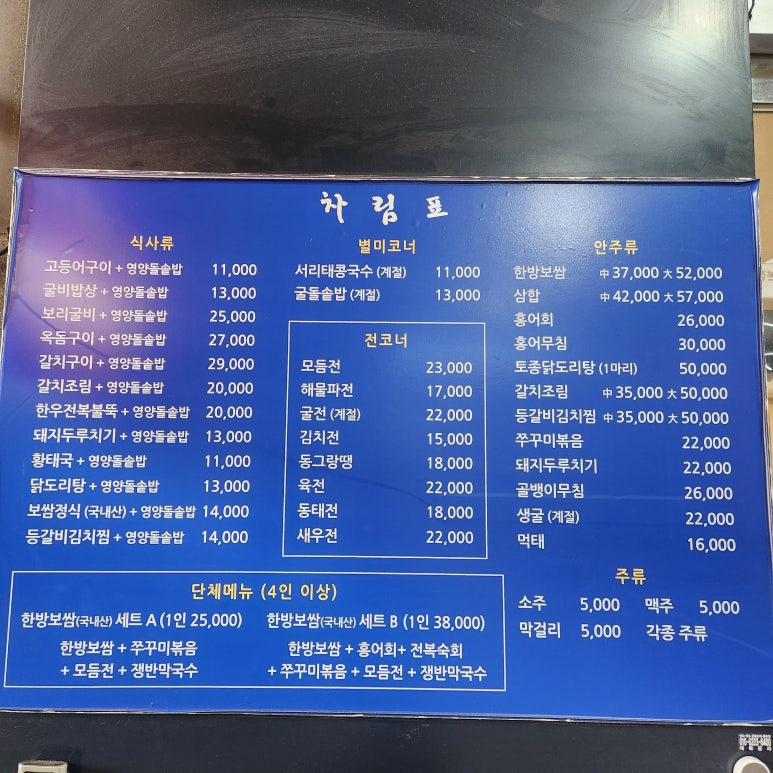 차림표
식사류
고등어구이 + 영양돌솥밥 11,000
굴비밥상 + 영양돌솥밥 13,000
보리굴비 + 영양돌솥밥 25,000
옥돔구이 + 영양돌솥밥 27,000
갈치구이 + 영양돌솥밥 29,000
갈치조림 + 영양돌솥밥 20,000
한우전복불뚝 + 영양돌솥밥 20,000
돼지두루치기 + 영양돌솥밥 13,000
황태국 + 영양돌솥밥 11,000
닭도리탕 + 영양돌솥밥 13,000
보쌈정식 (국내산) + 영양돌솥밥 14,000
등갈비김치찜 + 영양돌솥밥 14,000
별미코너
서리태콩국수 (계절) 11,000
굴돌솥밥 (계절) 13,000
전코너
모듬전 23,000
해물파전 17,000
굴전 (계절) 22,000
김치전 15,000
동그랑땡 18,000
육전 22,000
동태전 18,000
새우전 22,000
안주류
한방보쌈 中 37,000 大 52,000
삼합 中 42,000 大 57,000
홍어회 26,000
홍어무침 30,000
토종닭도리탕 (1마리) 50,000
갈치조림 中 35,000 大 50,000
등갈비김치찜 中 35,000 大 50,000
쭈꾸미볶음 22,000
돼지두루치기 22,000
골뱅이무침 26,000
생굴 (계절) 22,000
먹태 16,000
단체메뉴 (4인 이상)
한방보쌈(국내산) 세트 A (1인 25,000)
한방보쌈 + 쭈꾸미볶음
+ 모듬전 + 쟁반막국수
한방보쌈(국내산) 세트 B (1인 38,000)
한방보쌈 + 홍어회+ 전복숙회
+ 쭈꾸미볶음 + 모듬전 + 쟁반막국수
주류
소주 5,000 맥주 5,000
막걸리 5,000 각종 주류